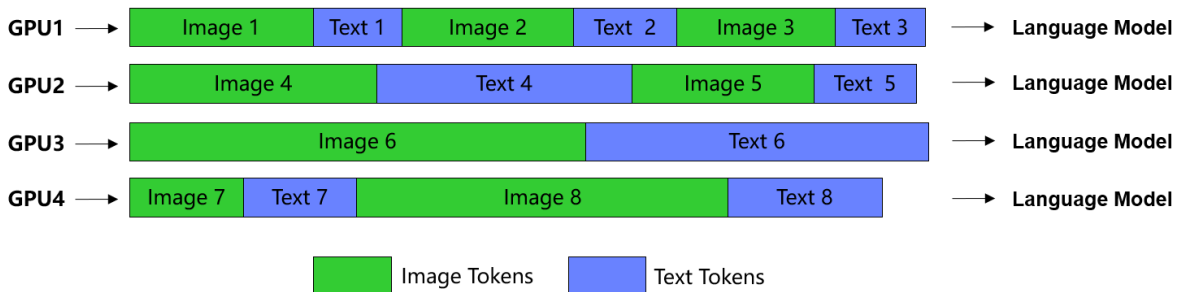 GPU1 Image 1 Text 1 Image 2 Text 2 Image 3 Text 3 Language Model
GPU2 Image 4 Text 4 Image 5 Text 5 Language Model
GPU3 Image 6 Text 6 Language Model
GPU4 Image 7 Text 7 Image 8 Text 8 Language Model
Image Tokens Text Tokens